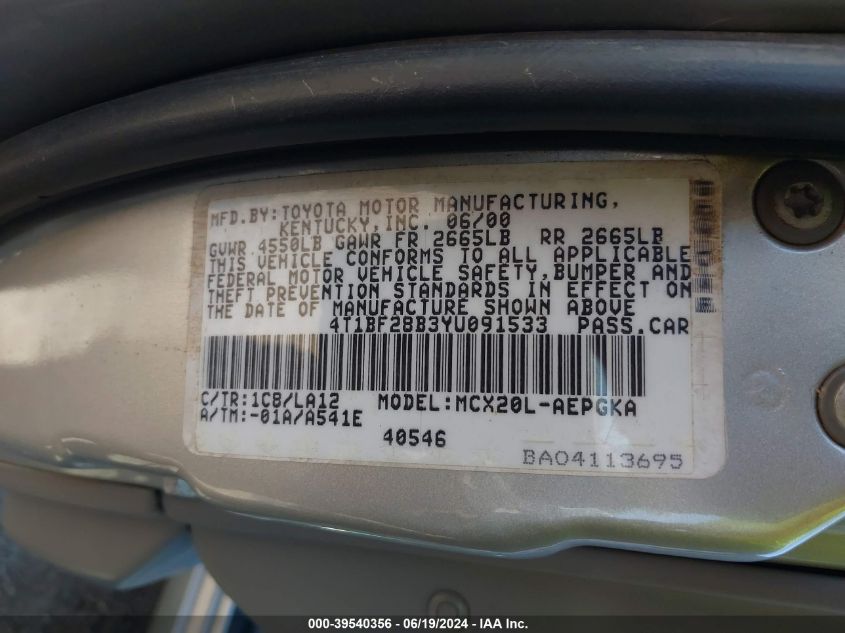 MFD.BY:TOYOTA MOTOR MANUFACTURING,
KENTUCKY,INC. 06/00
GVWR 4550LB GAWR FR 2665LB RR 2665LB
THIS VEHICLE CONFORMS TO ALL APPLICABLE
FEDERAL MOTOR VEHICLE SAFETY,BUMPER AND
THEFT PREVENTION STANDARDS IN EFFECT ON
THE DATE OF MANUFACTURE SHOWN ABOVE
4T1BF28B3YU091533 PASS.CAR
C/TR:1C8/LA12 MODEL:MCX20L-AEPGKA
A/TM:-01A/A541E
40546
BA04113695
000-39540356 / 06/19/2024 - IAA Inc.